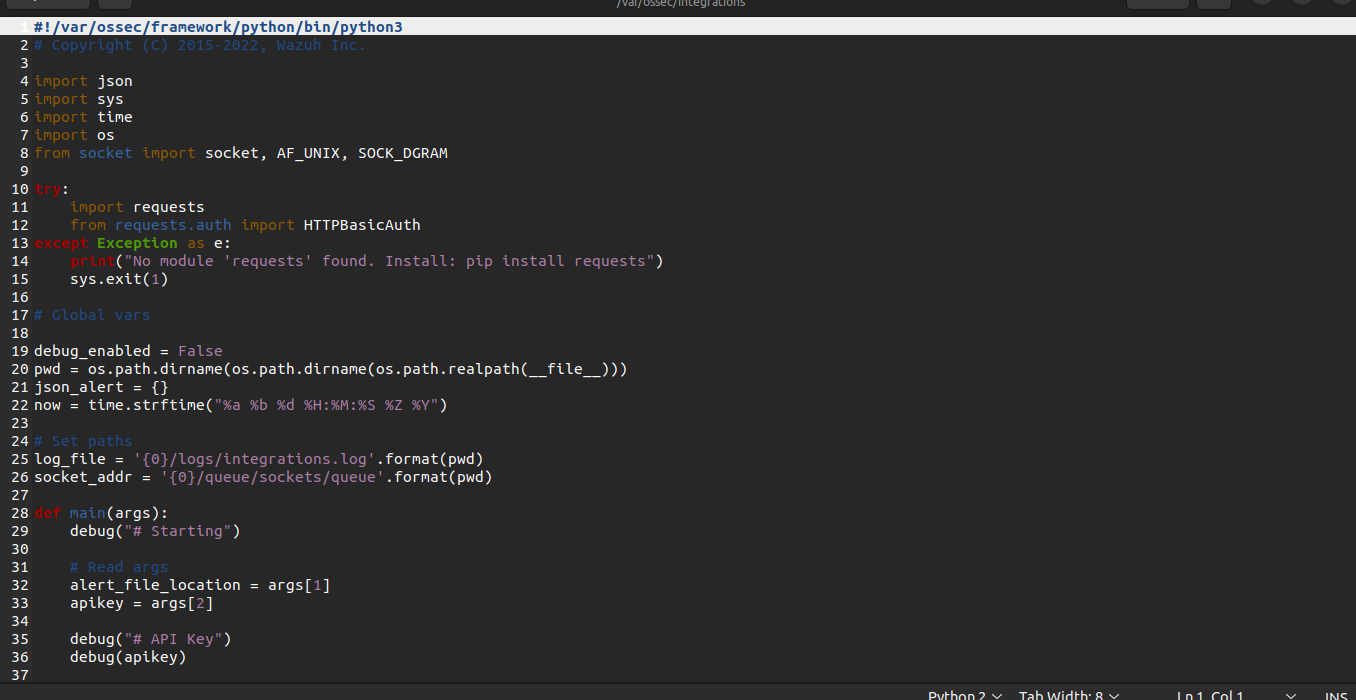 /var/ossec/integrations
1 #!/var/ossec/framework/python/bin/python3
2 # Copyright (C) 2015-2022, Wazuh Inc.
3
4 import json
5 import sys
6 import time
7 import os
8 from socket import socket, AF_UNIX, SOCK_DGRAM
9
10 try:
11     import requests
12     from requests.auth import HTTPBasicAuth
13 except Exception as e:
14     print("No module 'requests' found. Install: pip install requests")
15     sys.exit(1)
16
17 # Global vars
18
19 debug_enabled = False
20 pwd = os.path.dirname(os.path.dirname(os.path.realpath(__file__)))
21 json_alert = {}
22 now = time.strftime("%a %b %d %H:%M:%S %Z %Y")
23
24 # Set paths
25 log_file = '{0}/logs/integrations.log'.format(pwd)
26 socket_addr = '{0}/queue/sockets/queue'.format(pwd)
27
28 def main(args):
29     debug("# Starting")
30
31     # Read args
32     alert_file_location = args[1]
33     apikey = args[2]
34
35     debug("# API Key")
36     debug(apikey)
37
Python 2 Tab Width: 8 Ln 1, Col 1 INS